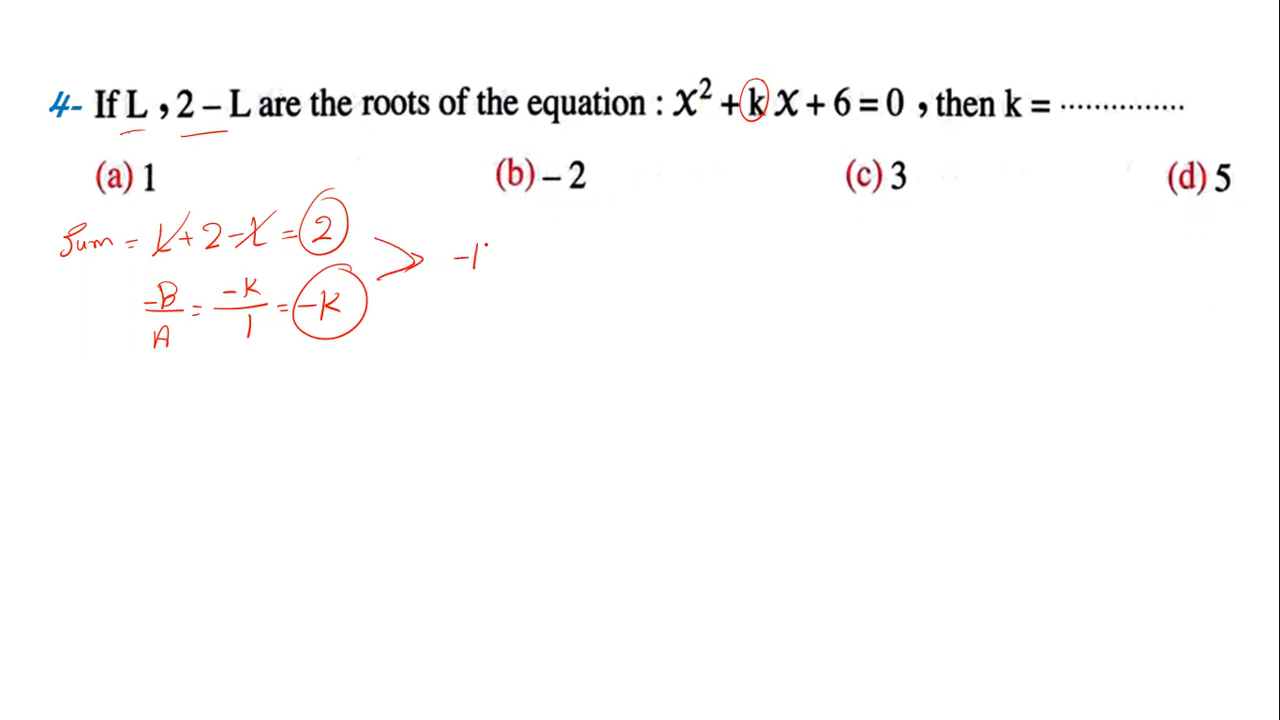 4- If L , 2 – L are the roots of the equation : x² + k x + 6 = 0 , then k = ...............
(a) 1 (b) – 2 (c) 3 (d) 5
Sum = L + 2 - L = 2
-B/A = -K/1 = -K